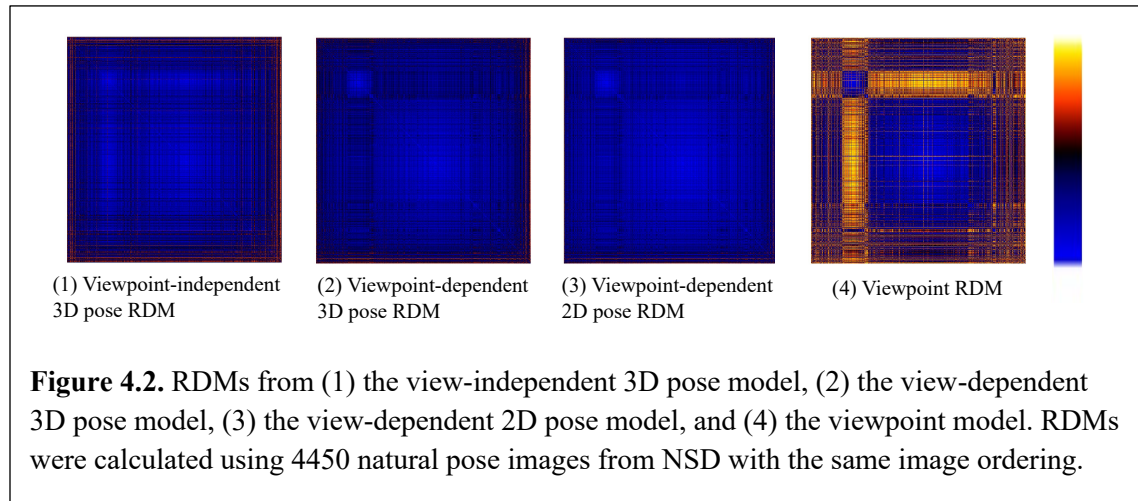 (1) Viewpoint-independent
3D pose RDM
(2) Viewpoint-dependent
3D pose RDM
(3) Viewpoint-dependent
2D pose RDM
(4) Viewpoint RDM
Figure 4.2. RDMs from (1) the view-independent 3D pose model, (2) the view-dependent
3D pose model, (3) the view-dependent 2D pose model, and (4) the viewpoint model. RDMs
were calculated using 4450 natural pose images from NSD with the same image ordering.